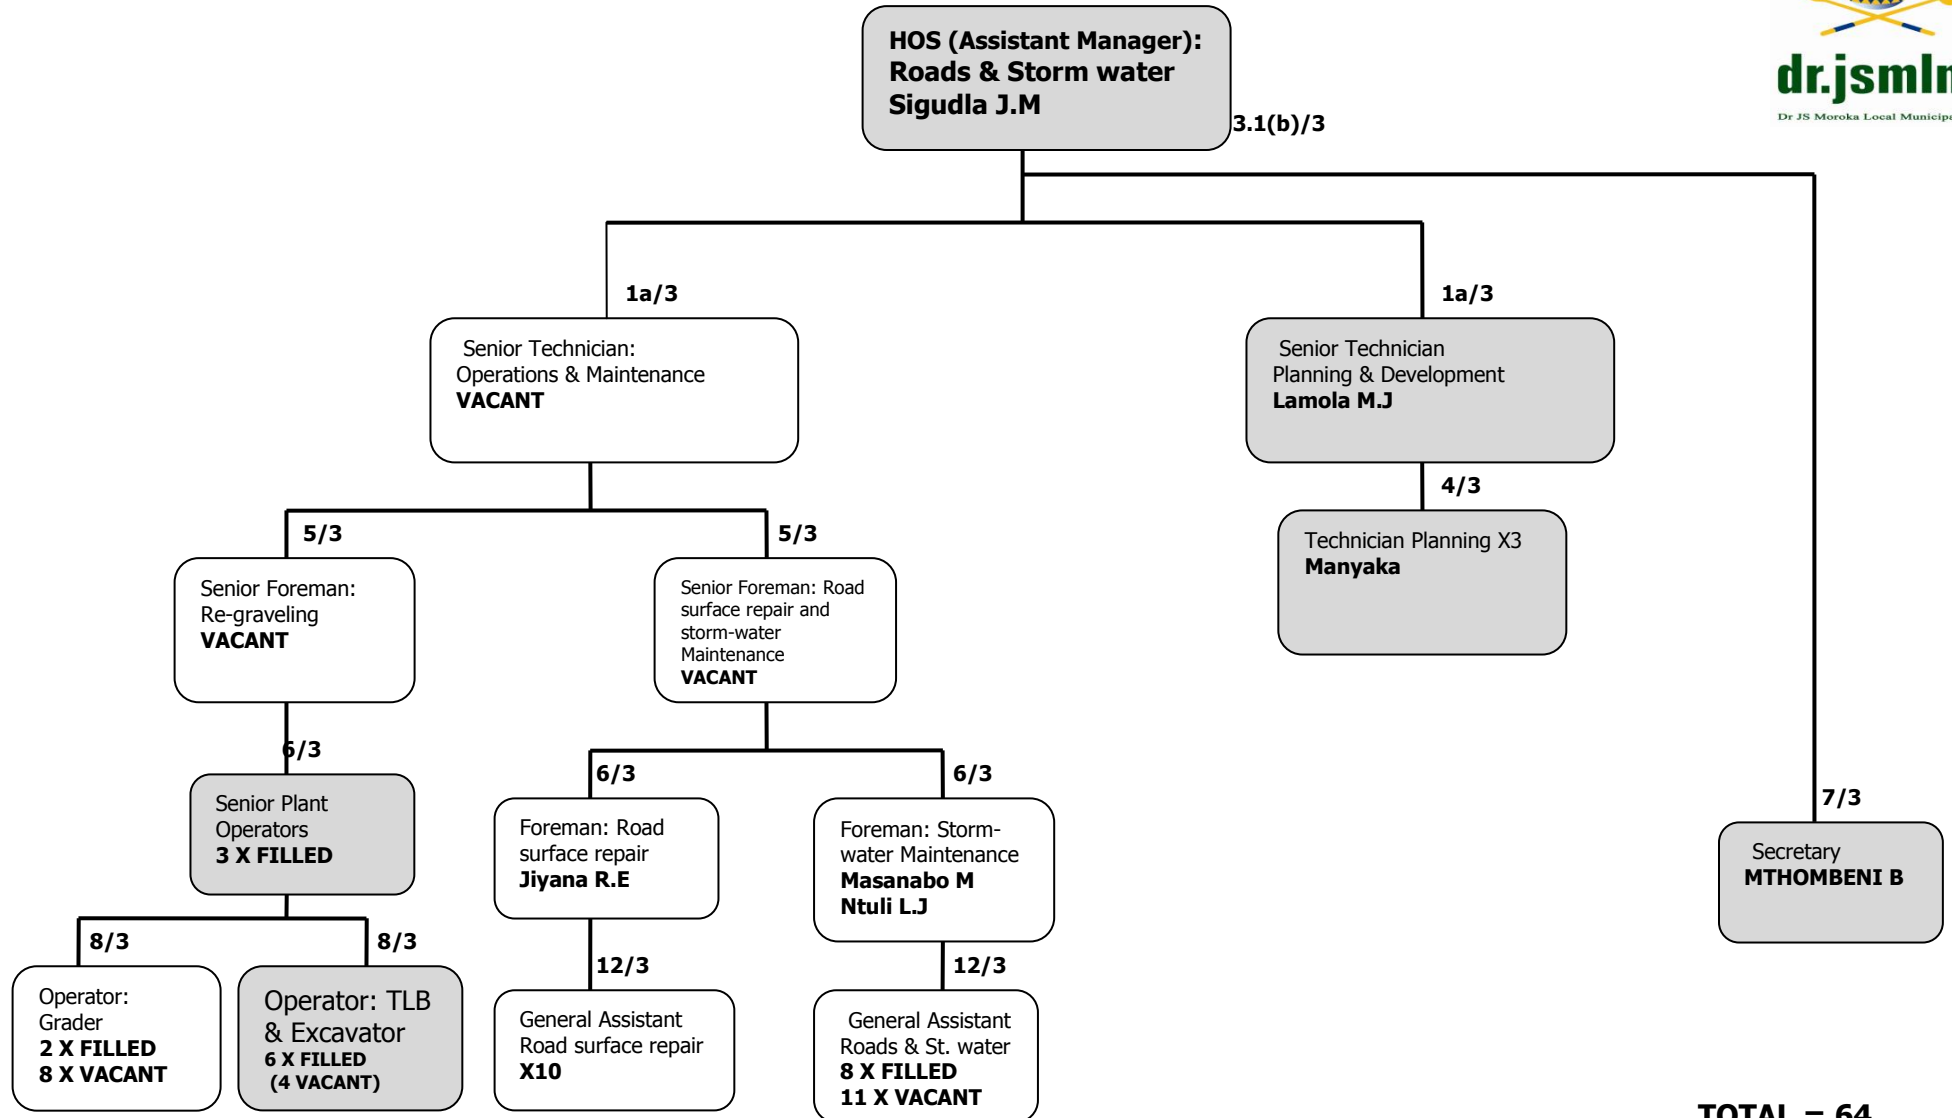 HOS (Assistant Manager):
Roads & Storm water
Sigudla J.M
3.1(b)/3
dr.jsmln
Dr JS Moroka Local Municipa
1a/3
Senior Technician:
Operations & Maintenance
VACANT
1a/3
Senior Technician
Planning & Development
Lamola M.J
4/3
Technician Planning X3
Manyaka
5/3
Senior Foreman:
Re-graveling
VACANT
5/3
Senior Foreman: Road
surface repair and
storm-water
Maintenance
VACANT
6/3
Senior Plant
Operators
3 X FILLED
6/3
Foreman: Road
surface repair
Jiyana R.E
6/3
Foreman: Storm-
water Maintenance
Masanabo M
Ntuli L.J
7/3
Secretary
MTHOMBENI B
8/3
Operator:
Grader
2 X FILLED
8 X VACANT
8/3
Operator: TLB
& Excavator
6 X FILLED
(4 VACANT)
12/3
General Assistant
Road surface repair
X10
12/3
General Assistant
Roads & St. water
8 X FILLED
11 X VACANT
TOTAL = 64